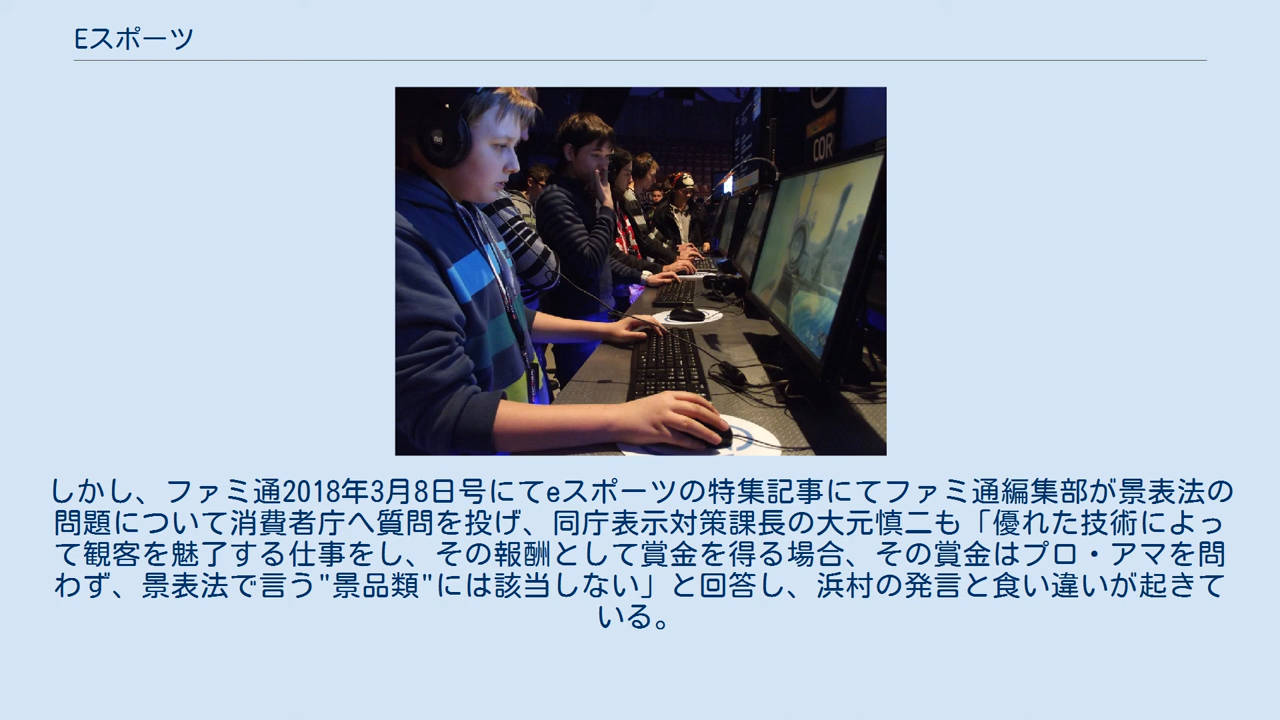 Eスポーツ
COR
しかし、ファミ通2018年3月8日号にてeスポーツの特集記事にてファミ通編集部が景表法の
問題について消費者庁へ質問を投げ、同庁表示対策課長の大元慎二も「優れた技術によっ
て観客を魅了する仕事をし、その報酬として賞金を得る場合、その賞金はプロ・アマを問
わず、景表法で言う"景品類"には該当しない」と回答し、浜村の発言と食い違いが起きて
いる。